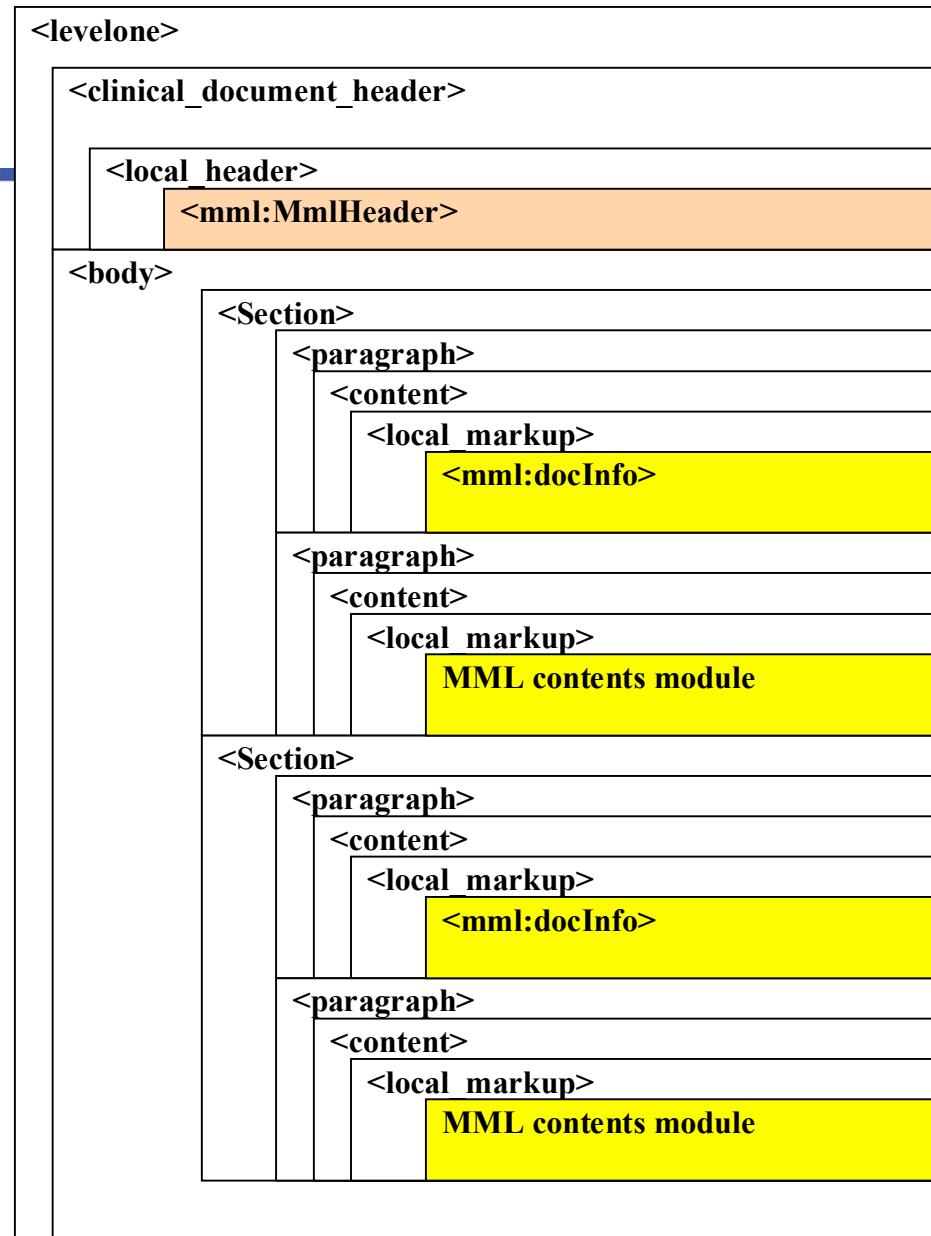 <levelone>
<clinical_document_header>
<local_header>
<mml:MmlHeader>
<body>
<Section>
<paragraph>
<content>
<local_markup>
<mml:docInfo>
<paragraph>
<content>
<local_markup>
MML contents module
<Section>
<paragraph>
<content>
<local_markup>
<mml:docInfo>
<paragraph>
<content>
<local_markup>
MML contents module